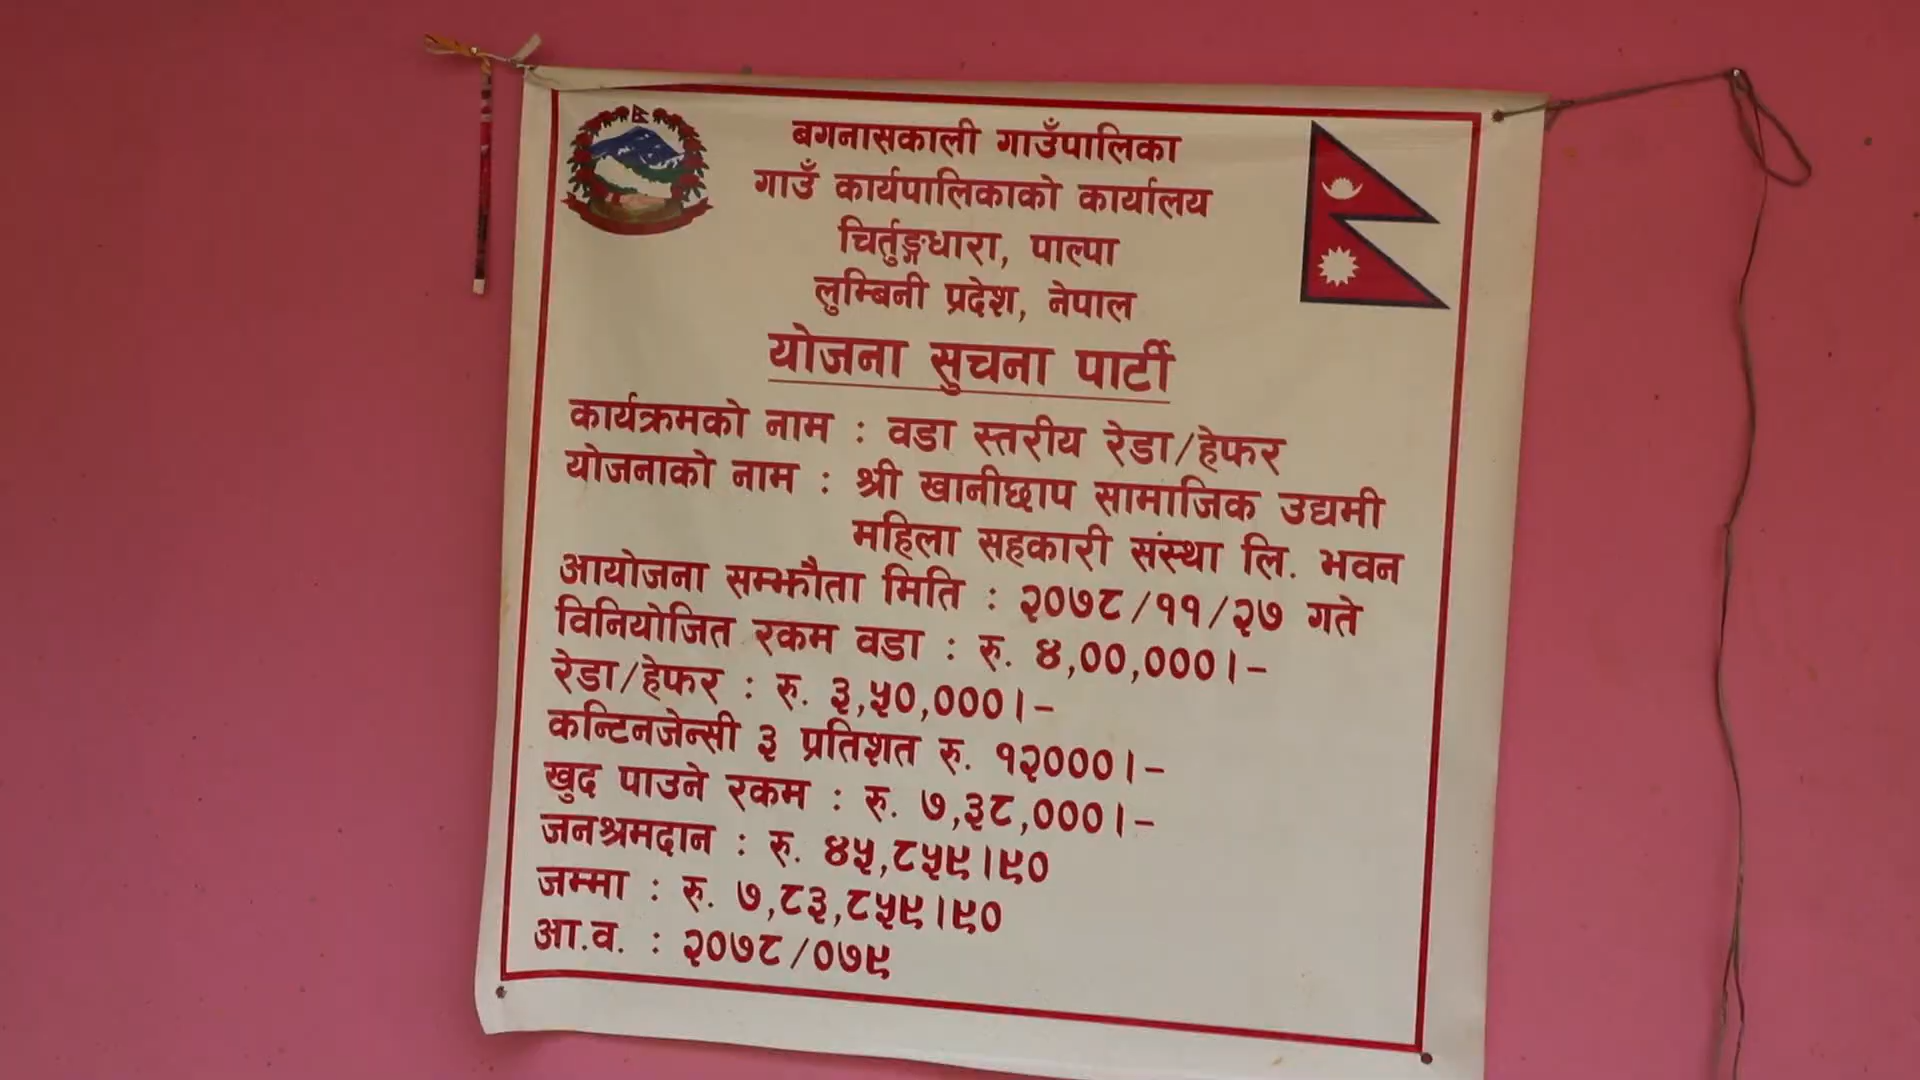 बगनासकाली गाउँपालिका
गाउँ कार्यपालिकाको कार्यालय
चिर्तुङ्गधारा, पाल्पा
लुम्बिनी प्रदेश, नेपाल
योजना सुचना पार्टी
कार्यक्रमको नाम : वडा स्तरीय रेडा/हेफर
योजनाको नाम : श्री खानीछाप सामाजिक उद्यमी
महिला सहकारी संस्था लि. भवन
आयोजना सम्झौता मिति : २०७८/११/२७ गते
विनियोजित रकम वडा : रु. ४,००,०००।-
रेडा/हेफर : रु. ३,५०,०००।-
कन्टिनजेन्सी ३ प्रतिशत रु. १२०००।-
खुद पाउने रकम : रु. ७,३८,०००।-
जनश्रमदान : रु. ४५,८५९।९०
जम्मा : रु. ७,८३,८५९।९०
आ.व. : २०७८/०७९